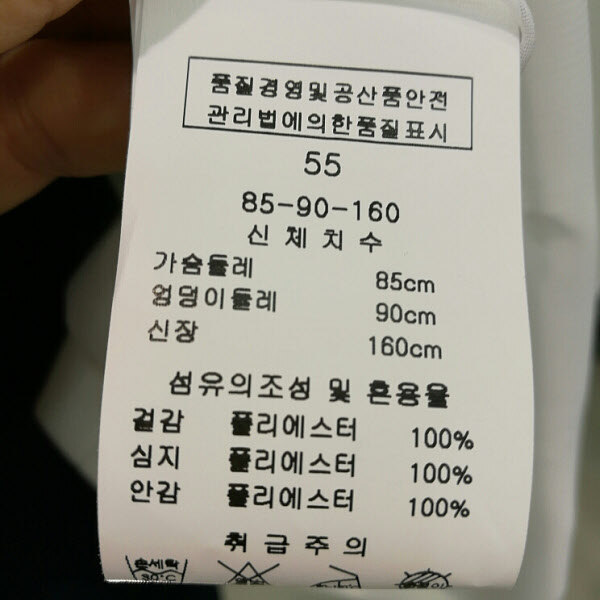 품질경영및공산품안전
관리법에의한품질표시
55
85-90-160
신체치수
가슴둘레 85cm
엉덩이둘레 90cm
신장 160cm
섬유의조성 및 혼용율
겉감 폴리에스터 100%
심지 폴리에스터 100%
안감 폴리에스터 100%
취급주의
손세탁
30°C